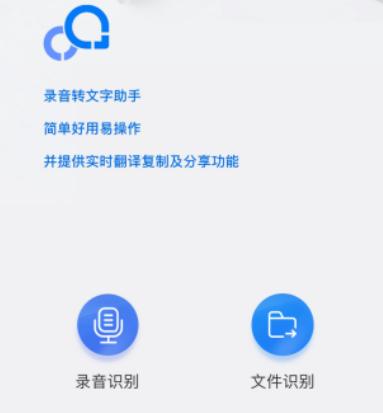 录音转文字助手
简单好用易操作
并提供实时翻译复制及分享功能
录音识别
文件识别